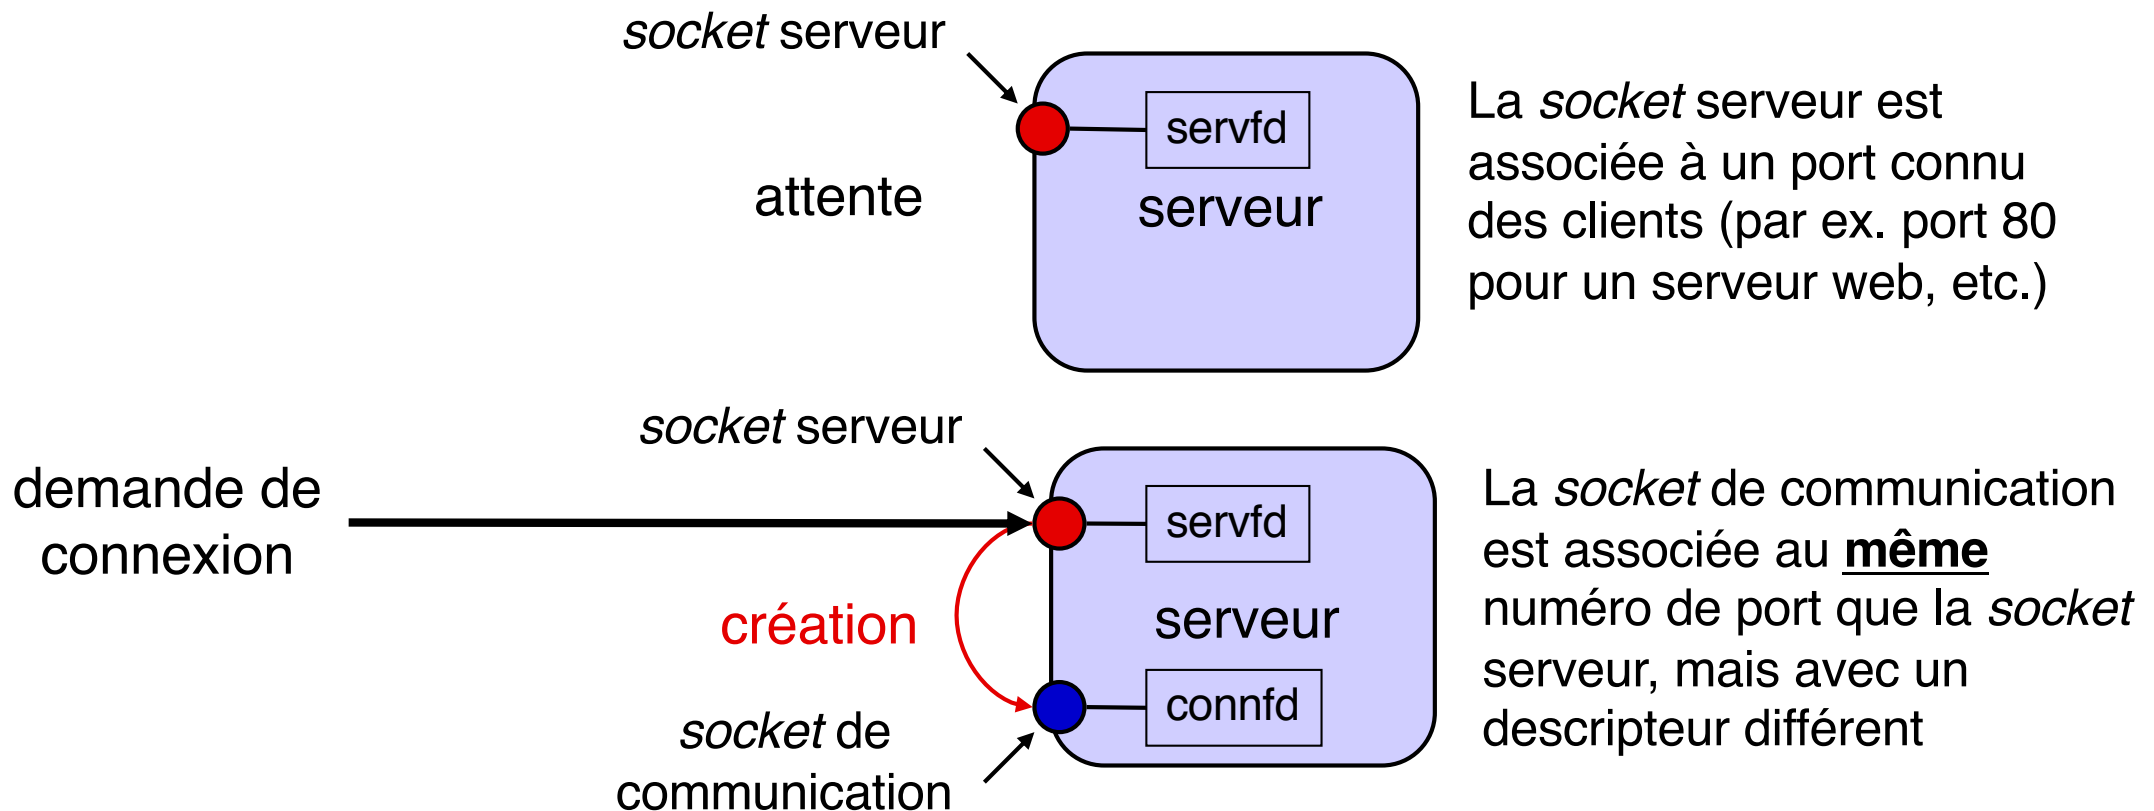 socket serveur
servfd
attente
serveur
La socket serveur est
associée à un port connu
des clients (par ex. port 80
pour un serveur web, etc.)
socket serveur
demande de
connexion
servfd
création
serveur
connfd
socket de
communication
La socket de communication
est associée au même
numéro de port que la socket
serveur, mais avec un
descripteur différent